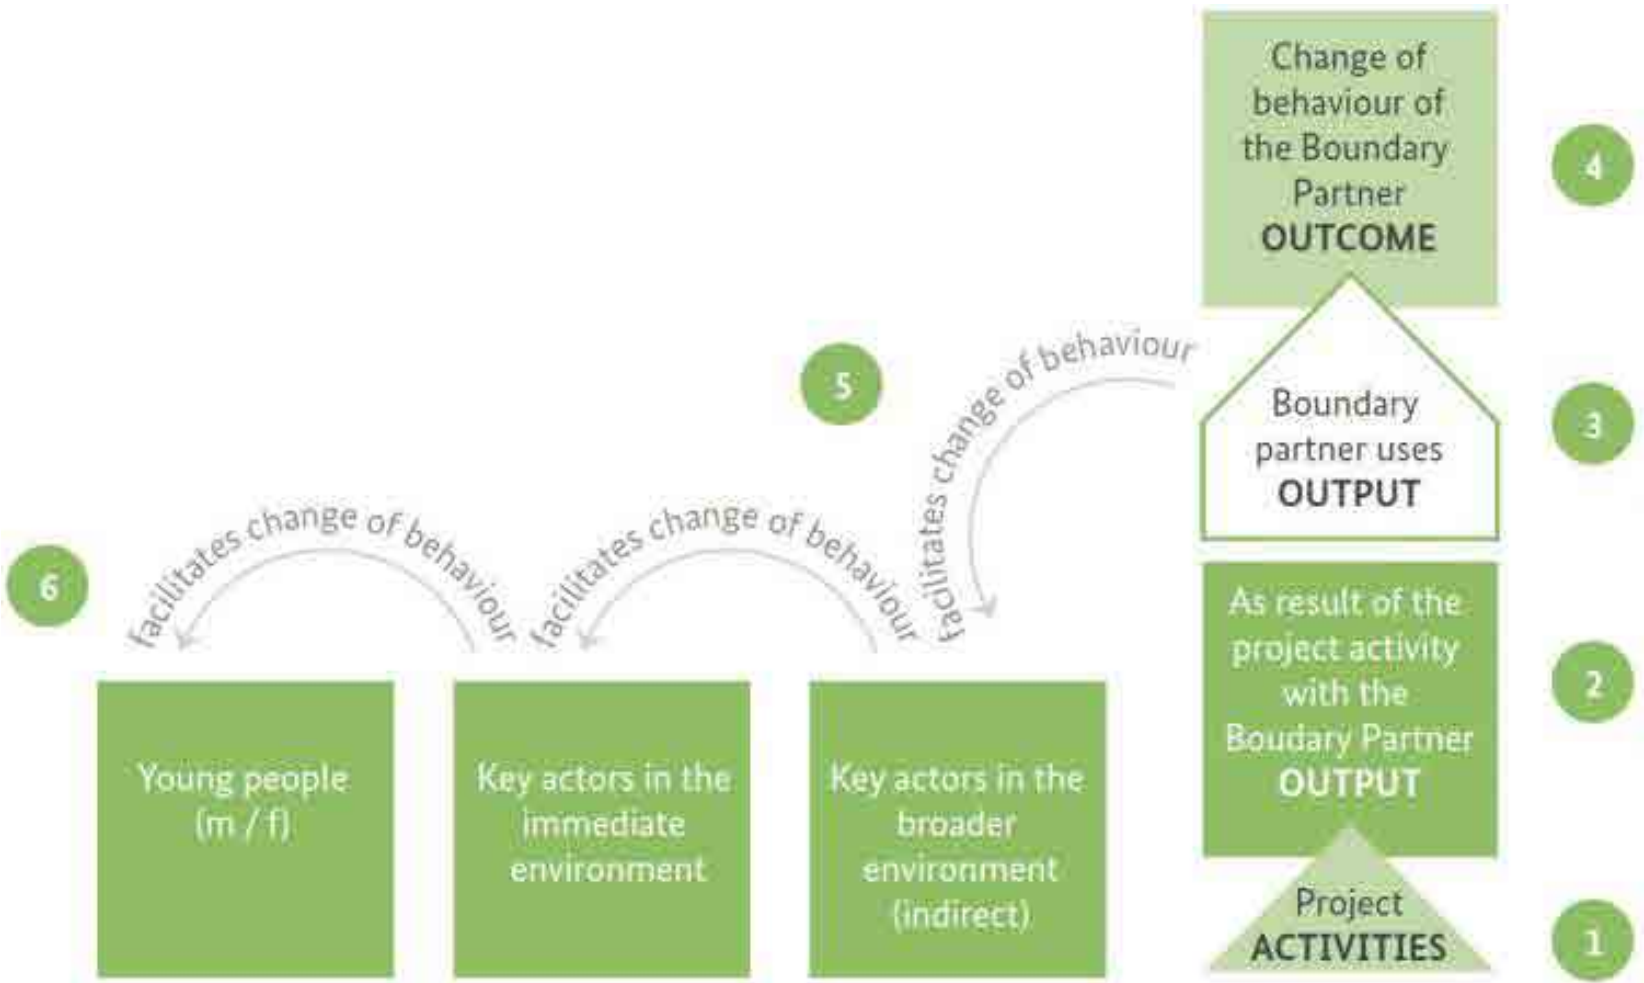 Change of
behaviour of
the Boundary
Partner
OUTCOME
4
Boundary
partner uses
OUTPUT
3
As result of the
project activity
with the
Boudary Partner
OUTPUT
2
Project
ACTIVITIES
1
5
facilitates change of behaviour
facilitates change of behaviour
facilitates change of behaviour
6
Key actors in the
broader
environment
(indirect)
Key actors in the
immediate
environment
Young people
(m / f)